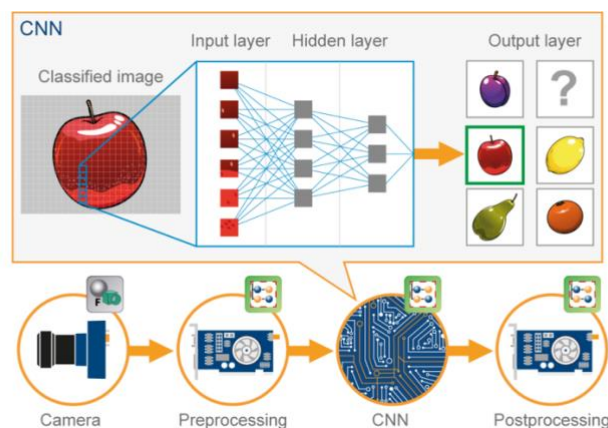 CNN
Input layer
Hidden layer
Output layer
Classified image
?
F
Camera
Preprocessing
CNN
Postprocessing